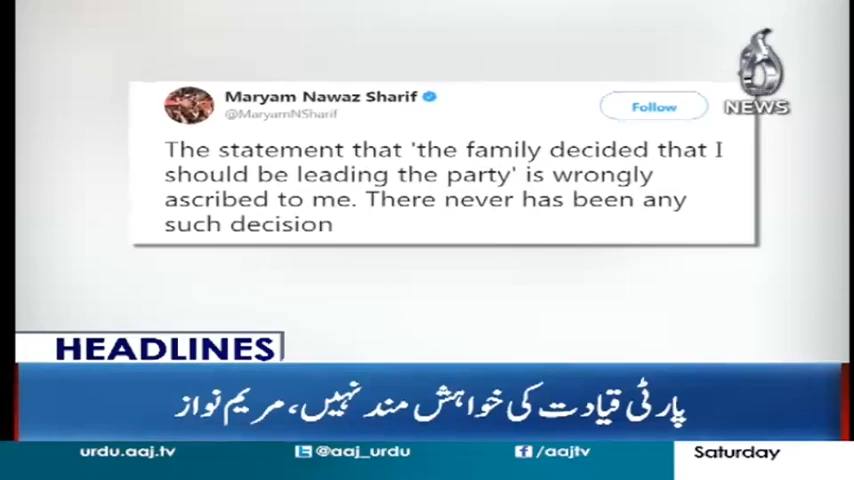 Maryam Nawaz Sharif
@MaryamNSharif
Follow
NEWS
The statement that 'the family decided that I
should be leading the party' is wrongly
ascribed to me. There never has been any
such decision
HEADLINES
پارٹی قیادت کی خواہش مند نہیں، مریم نواز
urdu.aaj.tv
@aaj_urdu
/aajtv
Saturday